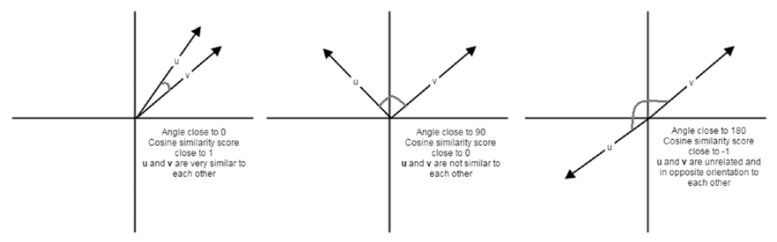 u
v
Angle close to 0
Cosine similarity score
close to 1
u and v are very similar to
each other
u
v
Angle close to 90
Cosine similarity score
close to 0
u and v are not similar to
each other
v
u
Angle close to 180
Cosine similarity score
close to -1
u and v are unrelated and
in opposite orientation to
each other